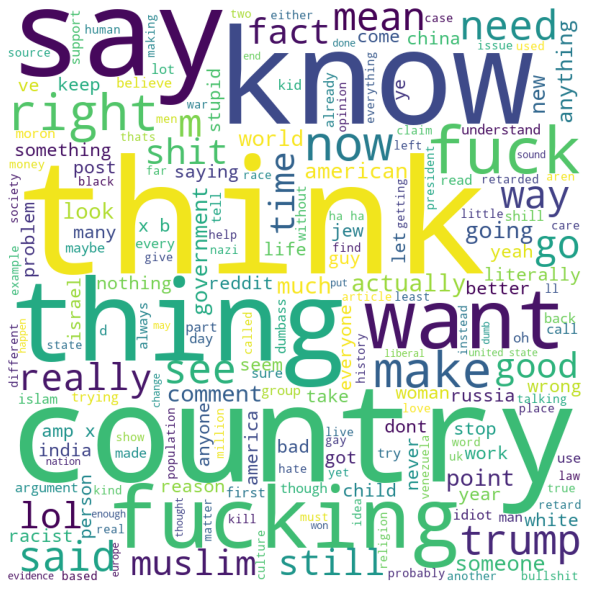 say
know
think
thing
want
country
fucking
fuck
right
need
mean
fact
m
shit
now
time
way
go
make
good
see
really
lol
said
muslim
still
trump
two
either
case
human
source
support
making
end
used
done
come
china
issue
anything
new
keep
believe
lot
kid
already
opinion
everything
ye
ve
stupid
war
men
moron
thats
something
money
far
race
world
claim
left
understand
sound
post
saying
american
president
aren
society
black
tell
without
read
retarded
problem
look
x b
government
life
ha ha
let
getting
little
shill
care
many
help
going
maybe
every
jew
yeah
find
give
nazi
guy
literally
example
nothing
reddit
much
actually
better
ll
israel
d
dumbass
article
put
least
everyone
instead
dumb
back
call
happen
state
always
part
day
may
called
seem
oh
different
liberal
united state
history
wrong
islam
trying
change
sure
group
woman
love
russia
talking
place
comment
take
nation
show
million
amp x
made
population
anyone
america
live
gay
dont
stop
word
india
bad
got
never
uk
work
use
law
argument
kind
reason
hate
yet
try
venezuela
true
person
first
though
child
idea
point
year
enough
real
thought
matter
must
religion
idiot
man
retard
racist
white
someone
europe
kill
culture
won
evidence
based
probably
another
bullshit